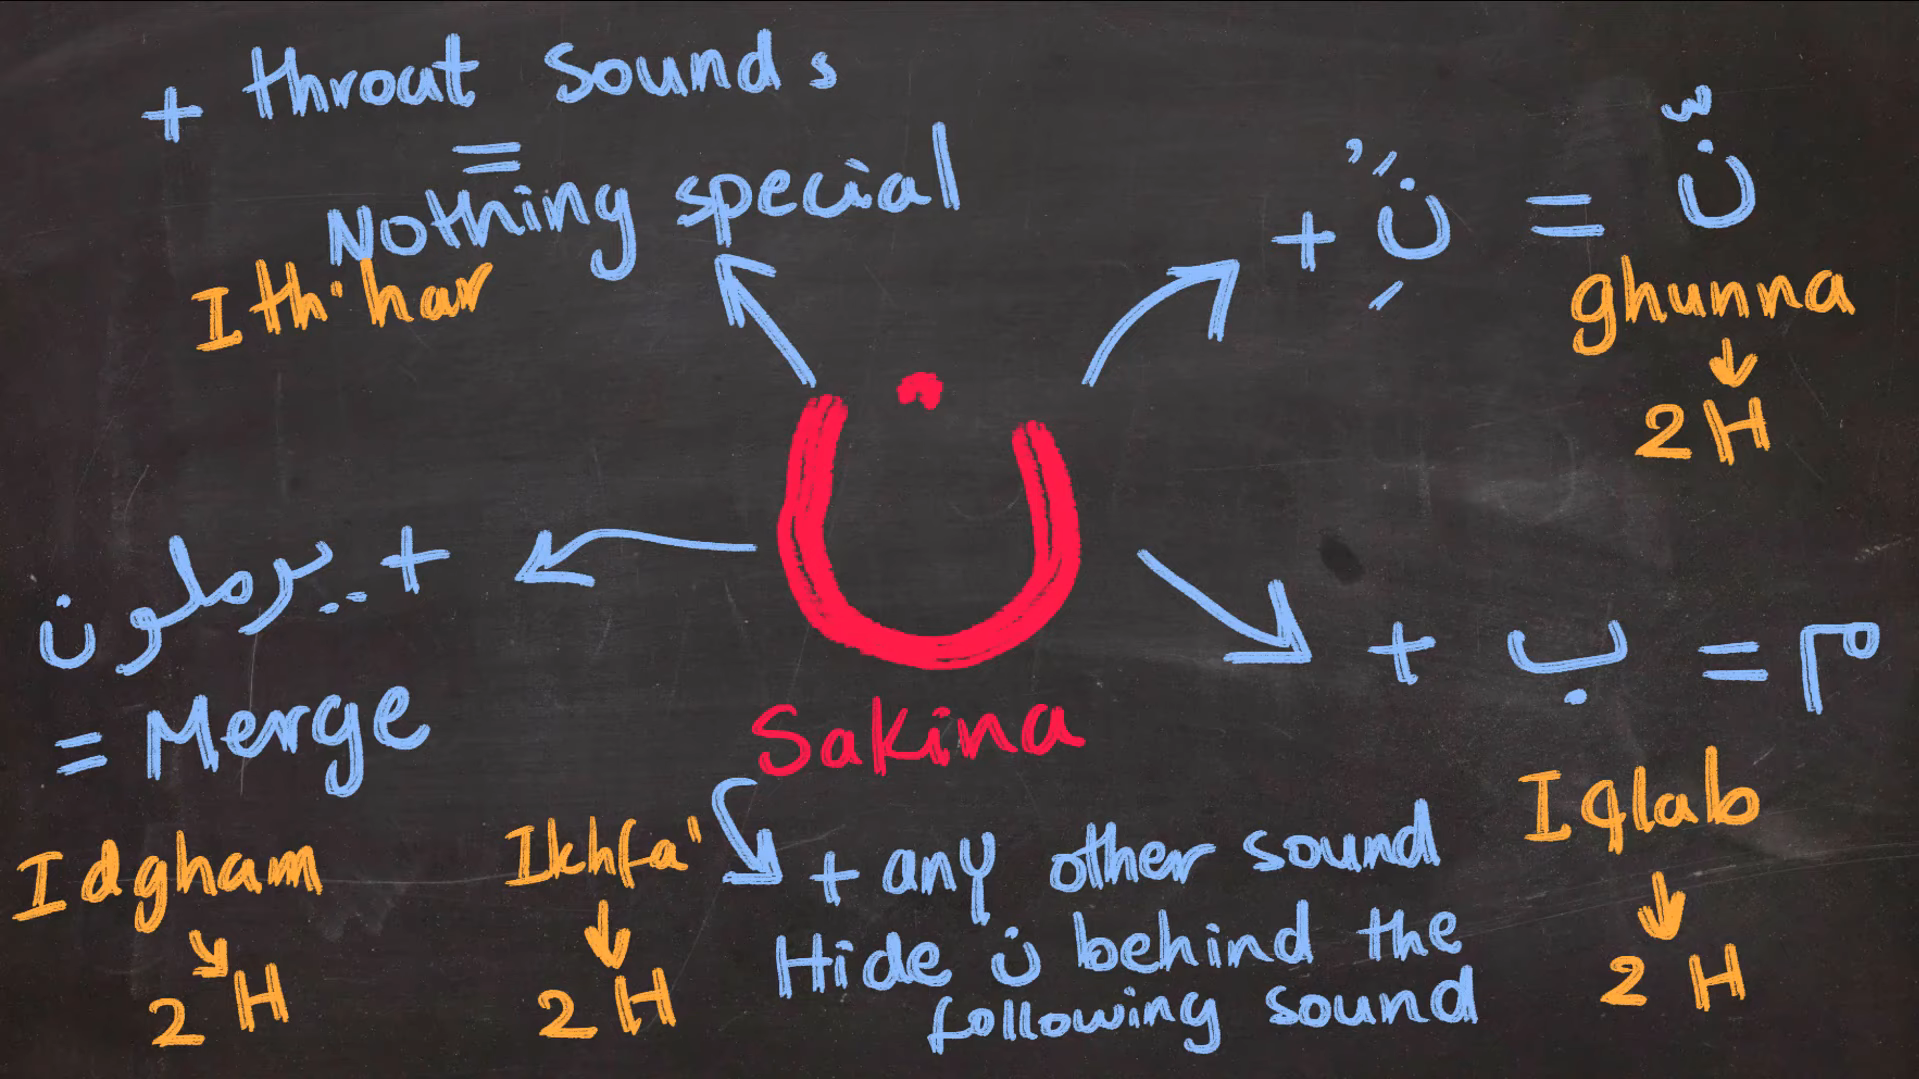 + throat sounds
=
Nothing special
Ith'har
+ نَُِ = نّ
ghunna
2 H
ن
Sakina
+ يرملون
= Merge
Idgham
2 H
+ ب = م
Iqlab
2 H
Ikhfa'
2 H
+ any other sound
Hide ن behind the
following sound